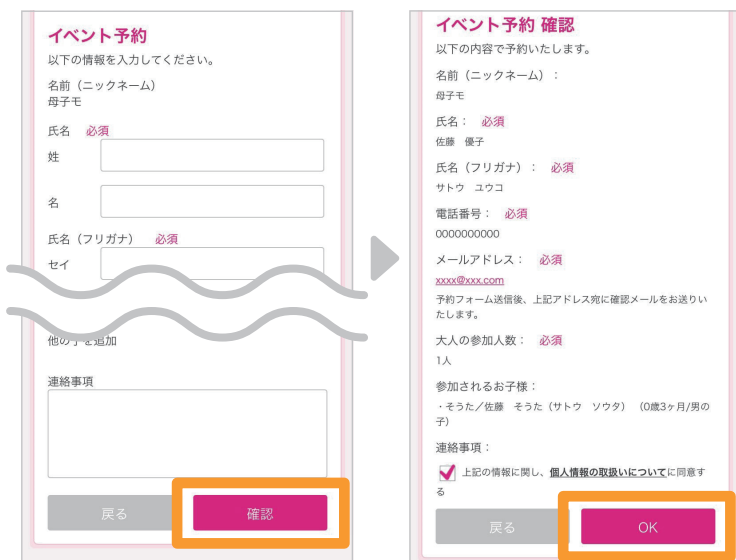 イベント予約
以下の情報を入力してください。
名前（ニックネーム）
母子モ
氏名　必須
姓
名
氏名（フリガナ）　必須
セイ
他の子を追加
連絡事項
戻る
確認
イベント予約 確認
以下の内容で予約いたします。
名前（ニックネーム）：
母子モ
氏名：　必須
佐藤　優子
氏名（フリガナ）：　必須
サトウ　ユウコ
電話番号：　必須
0000000000
メールアドレス：　必須
xxxx@xxx.com
予約フォーム送信後、上記アドレス宛に確認メールをお送りい
たします。
大人の参加人数：　必須
1人
参加されるお子様：
・そうた／佐藤　そうた（サトウ　ソウタ）（0歳3ヶ月/男の
子）
連絡事項：
上記の情報に関し、個人情報の取扱いについてに同意す
る
戻る
OK